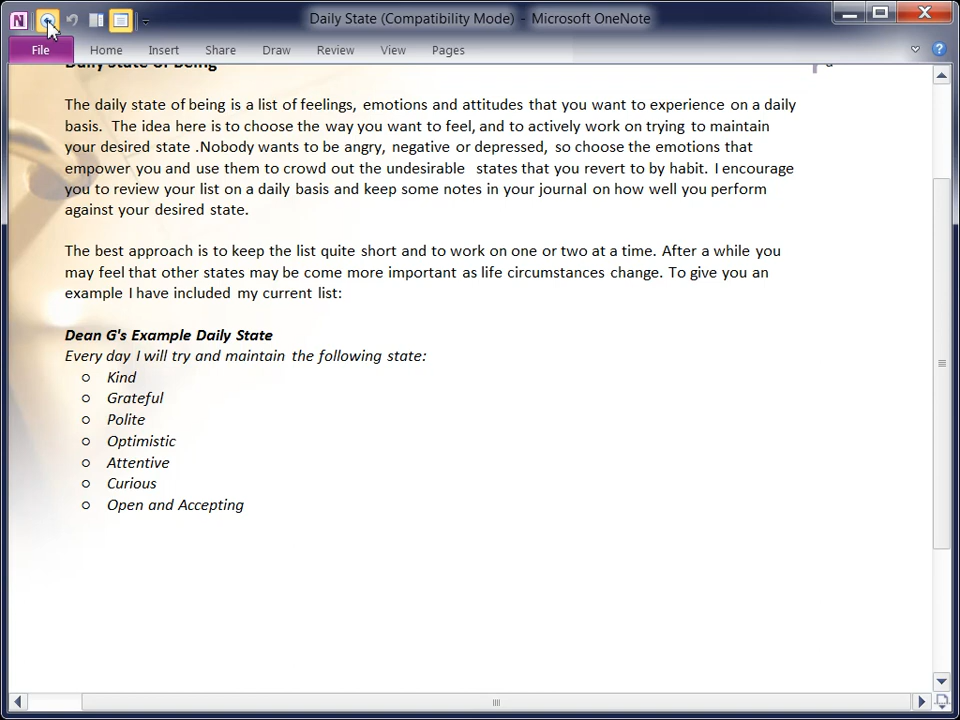 Daily State (Compatibility Mode) - Microsoft OneNote
File Home Insert Share Draw Review View Pages
Daily State of Being
The daily state of being is a list of feelings, emotions and attitudes that you want to experience on a daily
basis.  The idea here is to choose the way you want to feel, and to actively work on trying to maintain
your desired state .Nobody wants to be angry, negative or depressed,  so choose the emotions that
empower you and use them to crowd out the undesirable   states that you revert to by habit. I encourage
you to review your list on a daily basis and keep some notes in your journal on how well you perform
against your desired state.
The best approach is to keep the list quite short and to work on one or two at a time. After a while you
may feel that other states may be come more important as life circumstances change. To give you an
example I have included my current list:
Dean G's Example Daily State
Every day I will try and maintain the following state:
o Kind
o Grateful
o Polite
o Optimistic
o Attentive
o Curious
o Open and Accepting